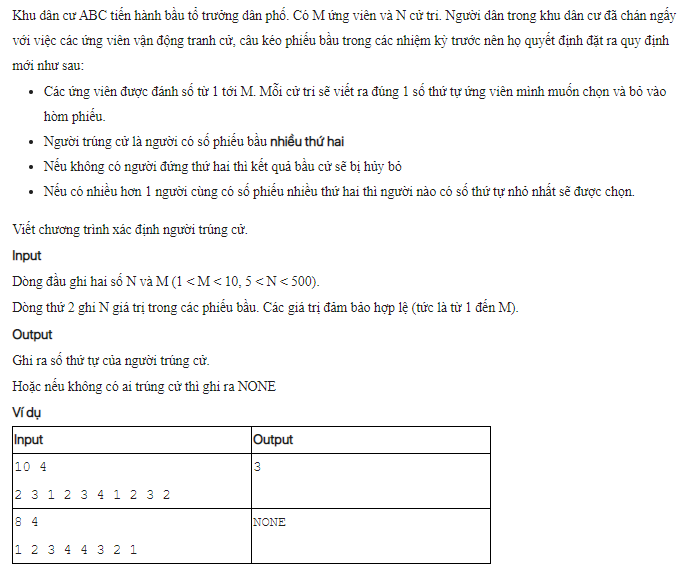 Khu dân cư ABC tiến hành bầu tổ trưởng dân phố. Có M ứng viên và N cử tri. Người dân trong khu dân cư đã chán ngấy
với việc các ứng viên vận động tranh cử, câu kéo phiếu bầu trong các nhiệm kỳ trước nên họ quyết định đặt ra quy định
mới như sau:
• Các ứng viên được đánh số từ 1 tới M. Mỗi cử tri sẽ viết ra đúng 1 số thứ tự ứng viên mình muốn chọn và bỏ vào
hòm phiếu.
• Người trúng cử là người có số phiếu bầu nhiều thứ hai
• Nếu không có người đứng thứ hai thì kết quả bầu cử sẽ bị hủy bỏ
• Nếu có nhiều hơn 1 người cùng có số phiếu nhiều thứ hai thì người nào có số thứ tự nhỏ nhất sẽ được chọn.
Viết chương trình xác định người trúng cử.
Input
Dòng đầu ghi hai số N và M (1 < M < 10, 5 < N < 500).
Dòng thứ 2 ghi N giá trị trong các phiếu bầu. Các giá trị đảm bảo hợp lệ (tức là từ 1 đến M).
Output
Ghi ra số thứ tự của người trúng cử.
Hoặc nếu không có ai trúng cử thì ghi ra NONE
Ví dụ
Input Output
10 4 3
2 3 1 2 3 4 1 2 3 2
8 4 NONE
1 2 3 4 4 3 2 1